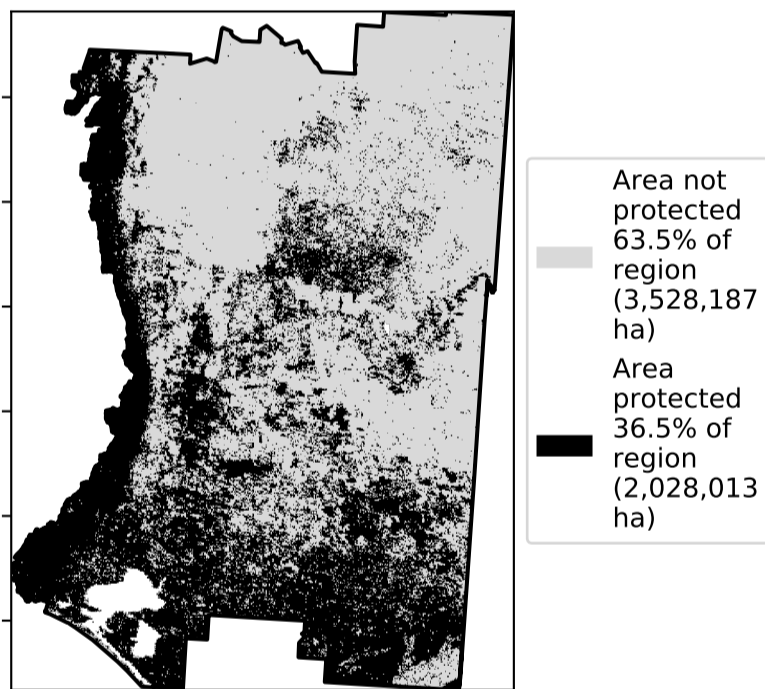 Area not
protected
63.5% of
region
(3,528,187
ha)
Area
protected
36.5% of
region
(2,028,013
ha)